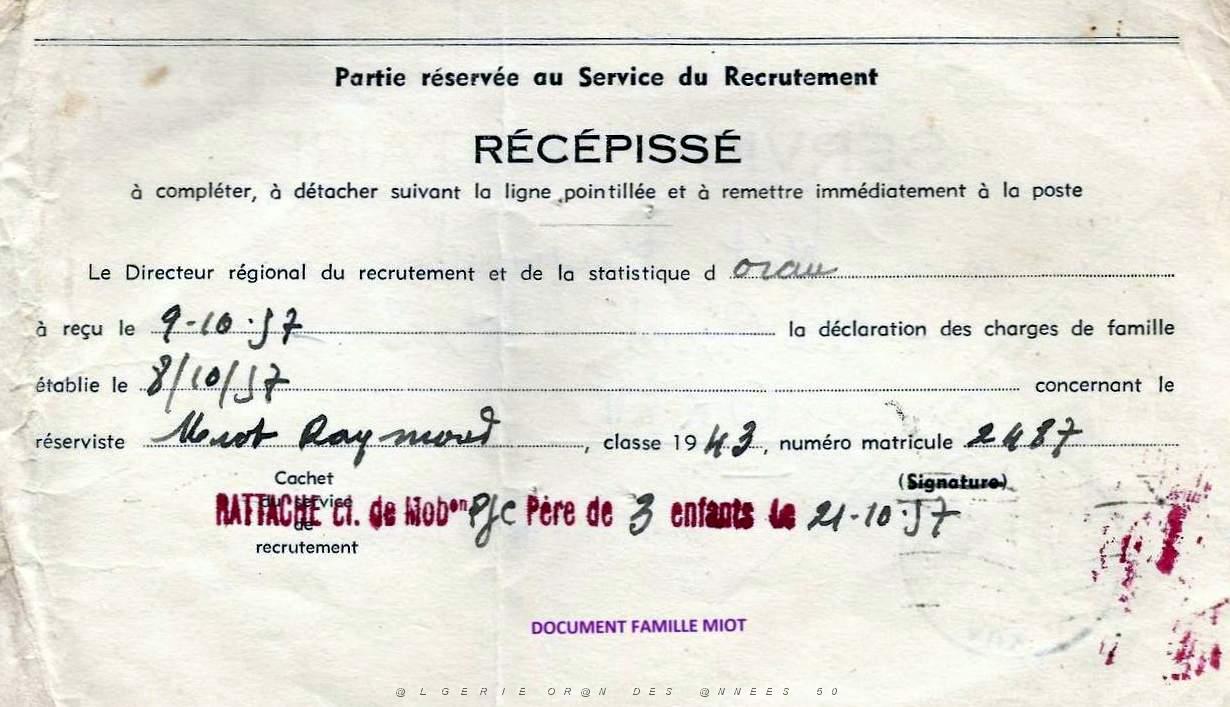 Partie réservée au Service du Recrutement
RÉCÉPISSÉ
à compléter, à détacher suivant la ligne pointillée et à remettre immédiatement à la poste
Le Directeur régional du recrutement et de la statistique d oran
à reçu le 9-10-57 la déclaration des charges de famille
établie le 8/10/57 concernant le
réserviste Miot Raymond, classe 1943, numéro matricule 2487
Cachet (Signature)
du service
RATTACHÉ cl. de Mobon PJC Père de 3 enfants le 21-10-57
de
recrutement
DOCUMENT FAMILLE MIOT
@LGERIE OR@N DES @NNEES 50